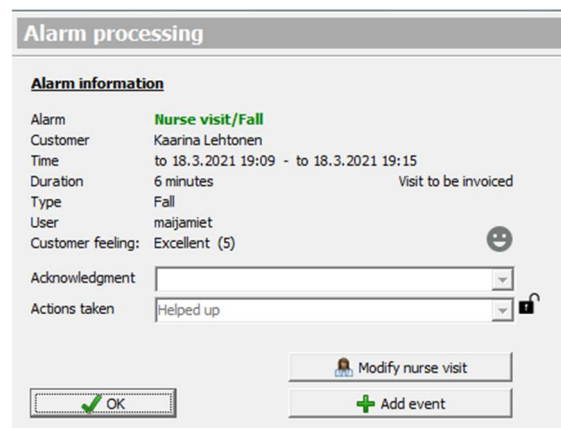 Alarm processing
Alarm information
Alarm Nurse visit/Fall
Customer Kaarina Lehtonen
Time to 18.3.2021 19:09 - to 18.3.2021 19:15
Duration 6 minutes Visit to be invoiced
Type Fall
User maijamiet
Customer feeling: Excellent (5)
Acknowledgment
Actions taken Helped up
Modify nurse visit
OK Add event